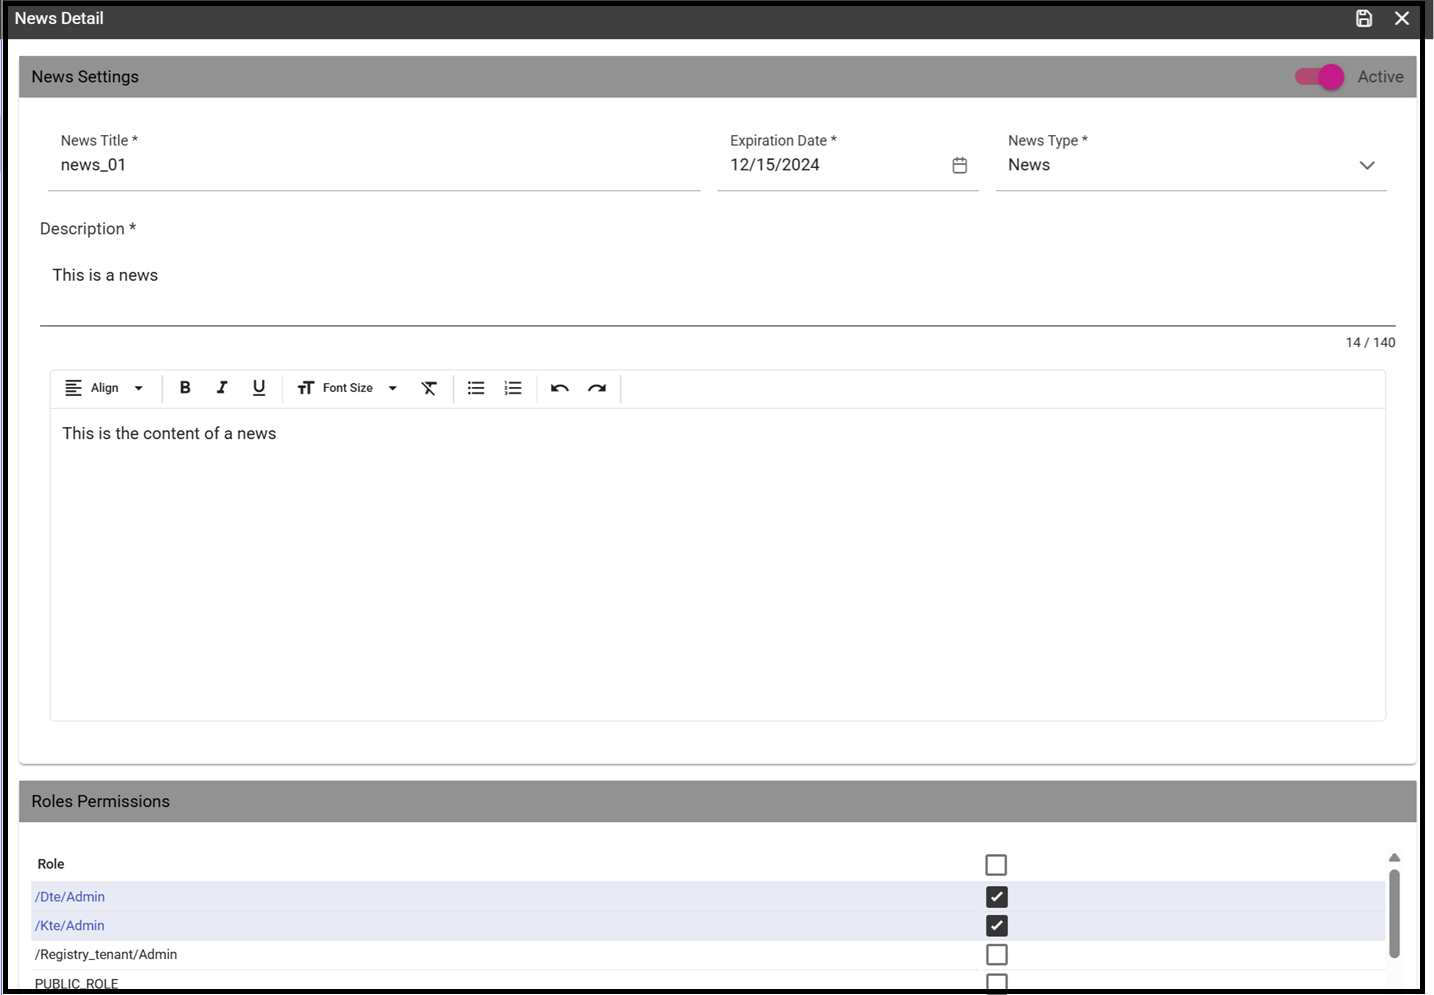 News Detail
News Settings
Active
News Title *
news_01
Expiration Date *
12/15/2024
News Type *
News
Description *
This is a news
14 / 140
Align
B I U
Font Size
This is the content of a news
Roles Permissions
Role
/Dte/Admin
/Kte/Admin
/Registry_tenant/Admin
PUBLIC_ROLE